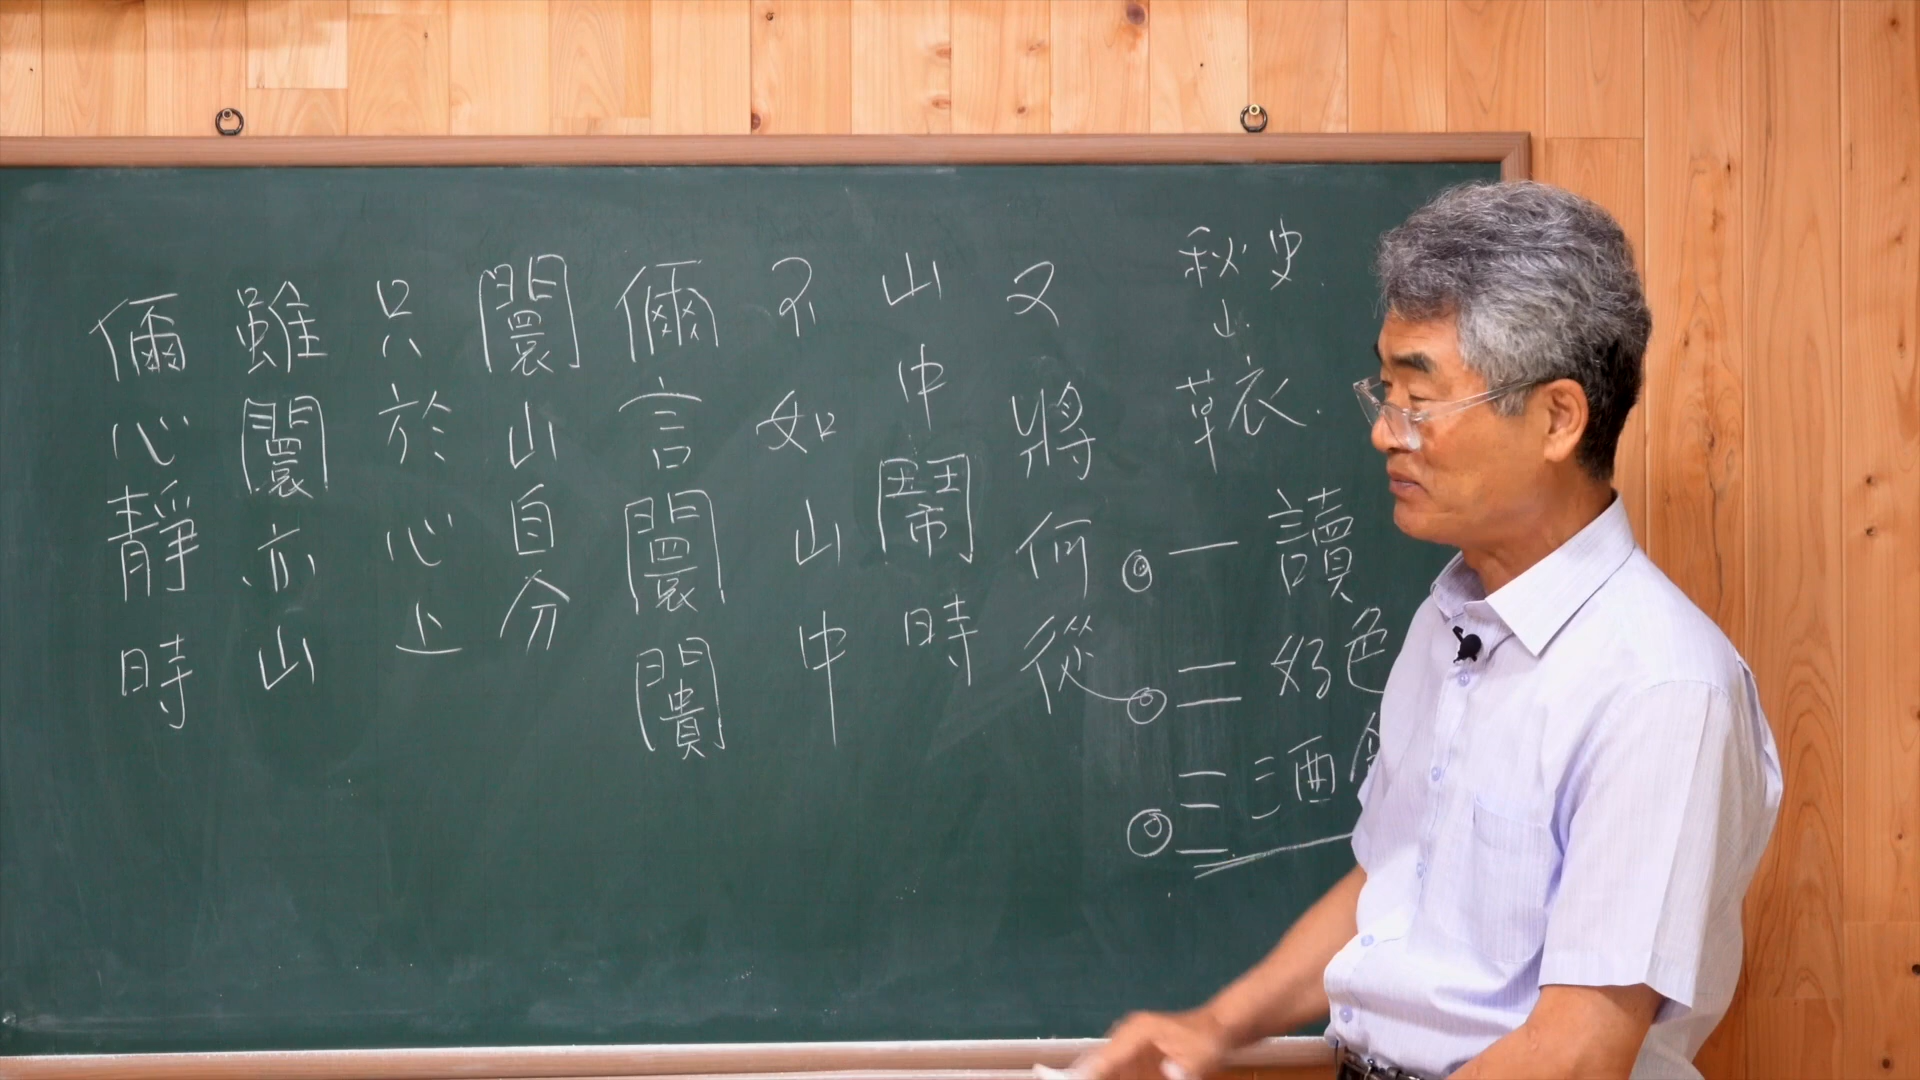 儞心靜時
雖闤亦山
只於心上
闤山自分
儞言闤闠
不如山中
山中鬧時
又將何從
秋史
山
草衣
一讀
二好色
三酒